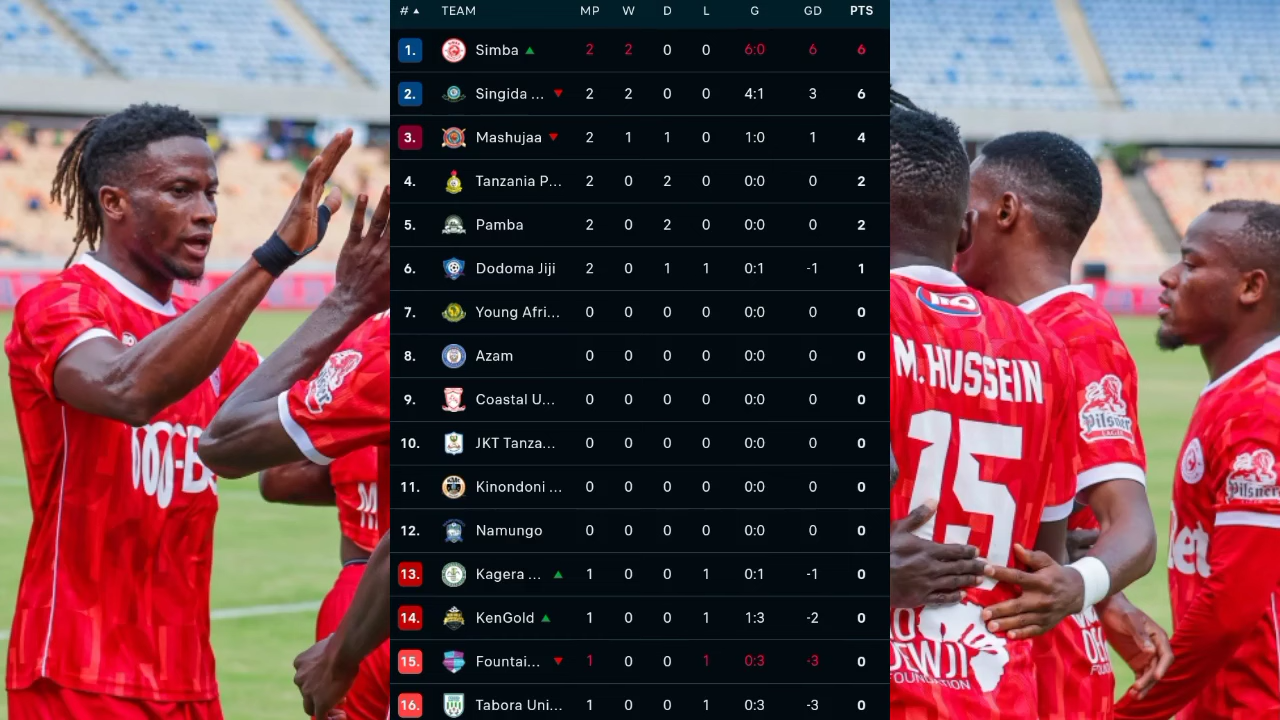 # TEAM MP W D L G GD PTS
1. Simba 2 2 0 0 6:0 6 6
2. Singida ... 2 2 0 0 4:1 3 6
3. Mashujaa 2 1 1 0 1:0 1 4
4. Tanzania P... 2 0 2 0 0:0 0 2
5. Pamba 2 0 2 0 0:0 0 2
6. Dodoma Jiji 2 0 1 1 0:1 -1 1
7. Young Afri... 0 0 0 0 0:0 0 0
8. Azam 0 0 0 0 0:0 0 0
9. Coastal U... 0 0 0 0 0:0 0 0
10. JKT Tanza... 0 0 0 0 0:0 0 0
11. Kinondoni ... 0 0 0 0 0:0 0 0
12. Namungo 0 0 0 0 0:0 0 0
13. Kagera ... 1 0 0 1 0:1 -1 0
14. KenGold 1 0 0 1 1:3 -2 0
15. Fountai... 1 0 0 1 0:3 -3 0
16. Tabora Uni... 1 0 0 1 0:3 -3 0
M. HUSSEIN
15
Pilsner
Pilsner
FOUNDATION